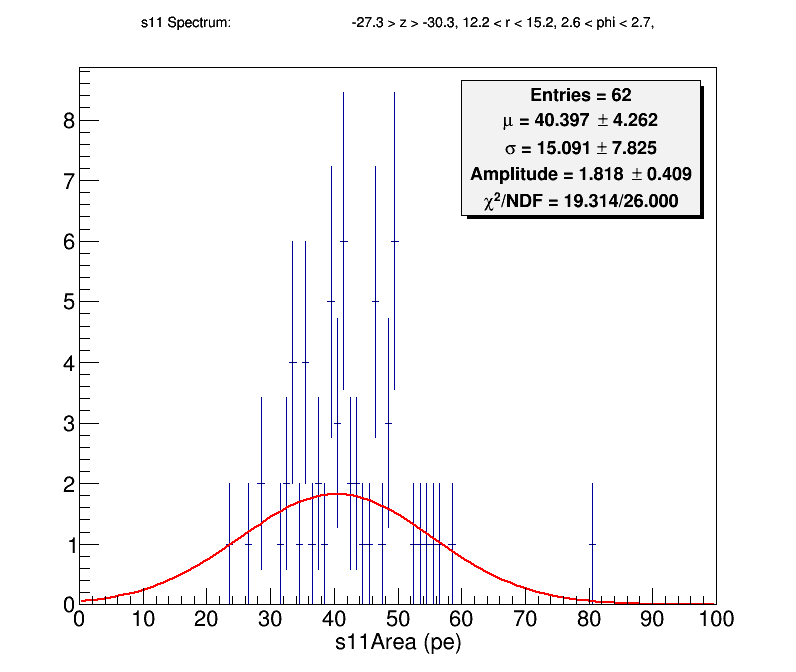 s11 Spectrum: -27.3 > z > -30.3, 12.2 < r < 15.2, 2.6 < phi < 2.7,
Entries = 62
μ = 40.397 ± 4.262
σ = 15.091 ± 7.825
Amplitude = 1.818 ± 0.409
χ²/NDF = 19.314/26.000
8
7
6
5
4
3
2
1
0
0 10 20 30 40 50 60 70 80 90 100
s11Area (pe)